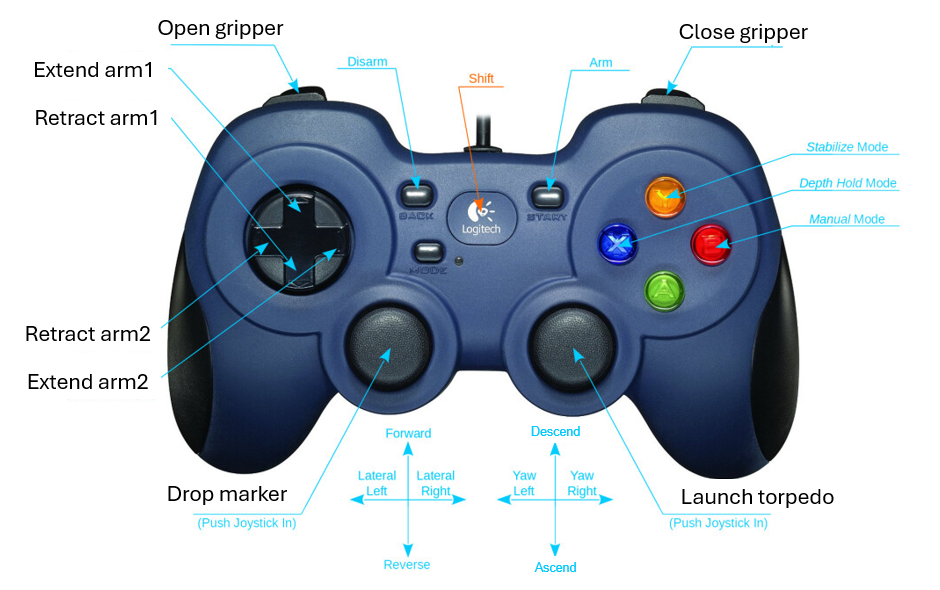 Open gripper
Close gripper
Extend arm1
Disarm
Shift
Arm
Retract arm1
Stabilize Mode
Depth Hold Mode
Manual Mode
BACK
START
Logitech
MODE
Y
X
B
A
Retract arm2
Extend arm2
Forward
Descend
Lateral Left
Lateral Right
Yaw Left
Yaw Right
Drop marker
(Push Joystick In)
Launch torpedo
(Push Joystick In)
Reverse
Ascend